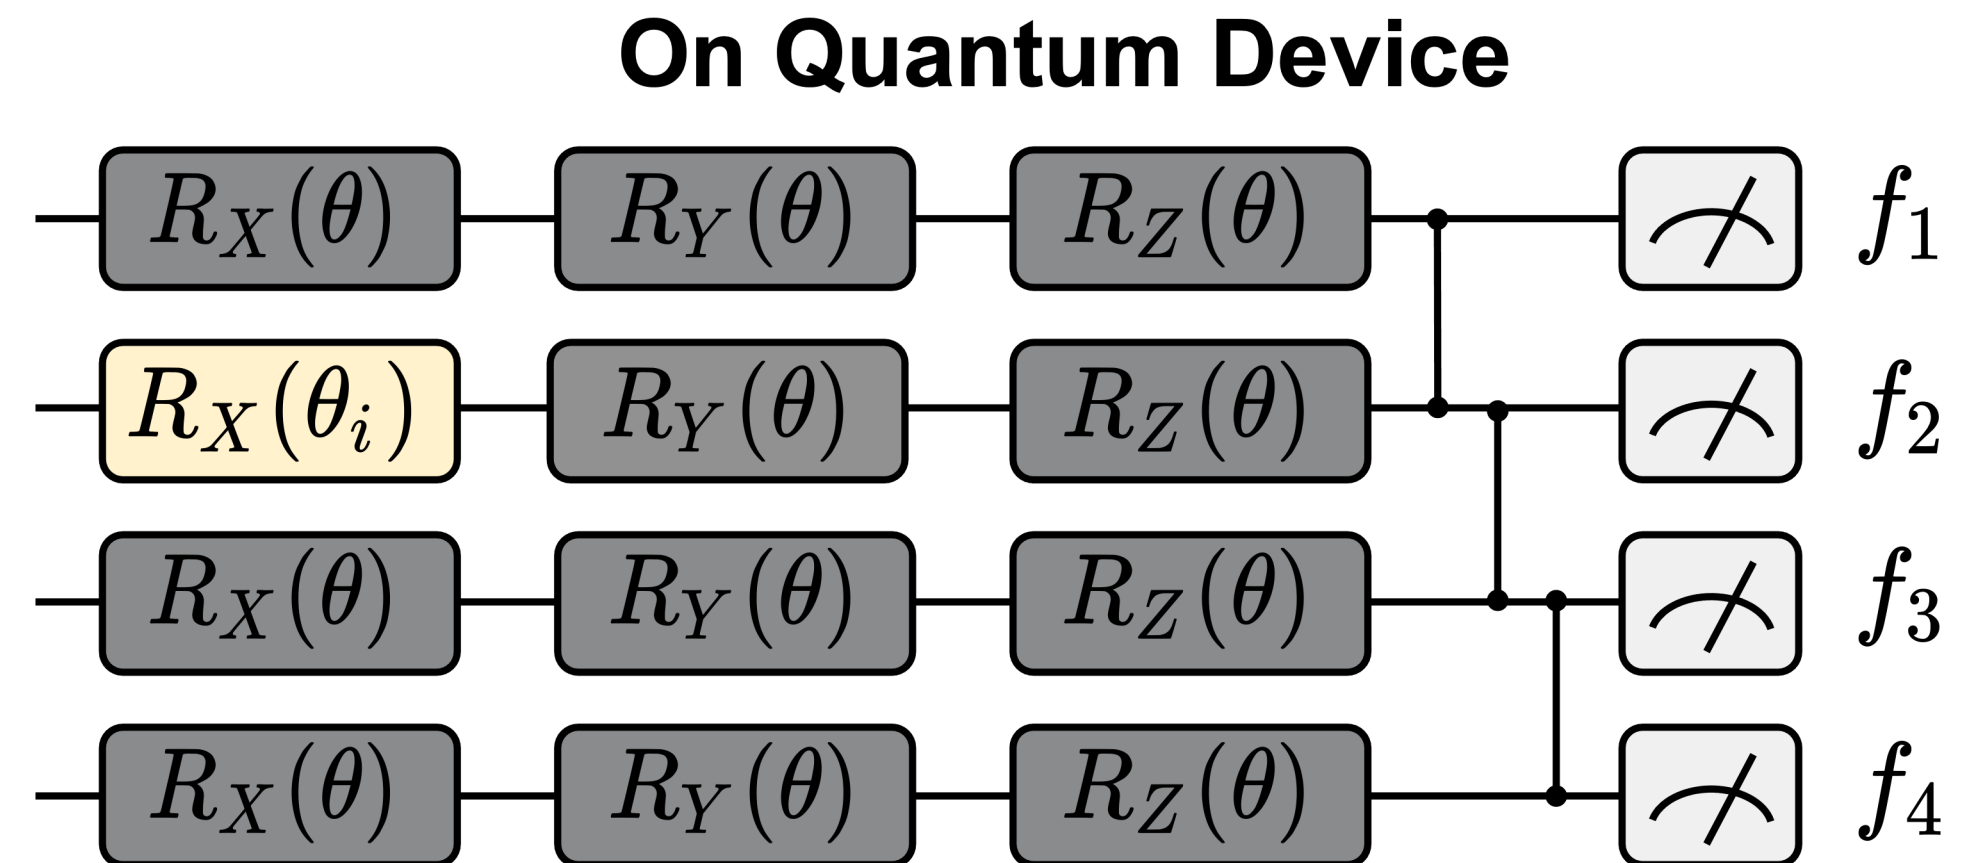 On Quantum Device
R_X(θ) R_Y(θ) R_Z(θ) f_1
R_X(θ_i) R_Y(θ) R_Z(θ) f_2
R_X(θ) R_Y(θ) R_Z(θ) f_3
R_X(θ) R_Y(θ) R_Z(θ) f_4